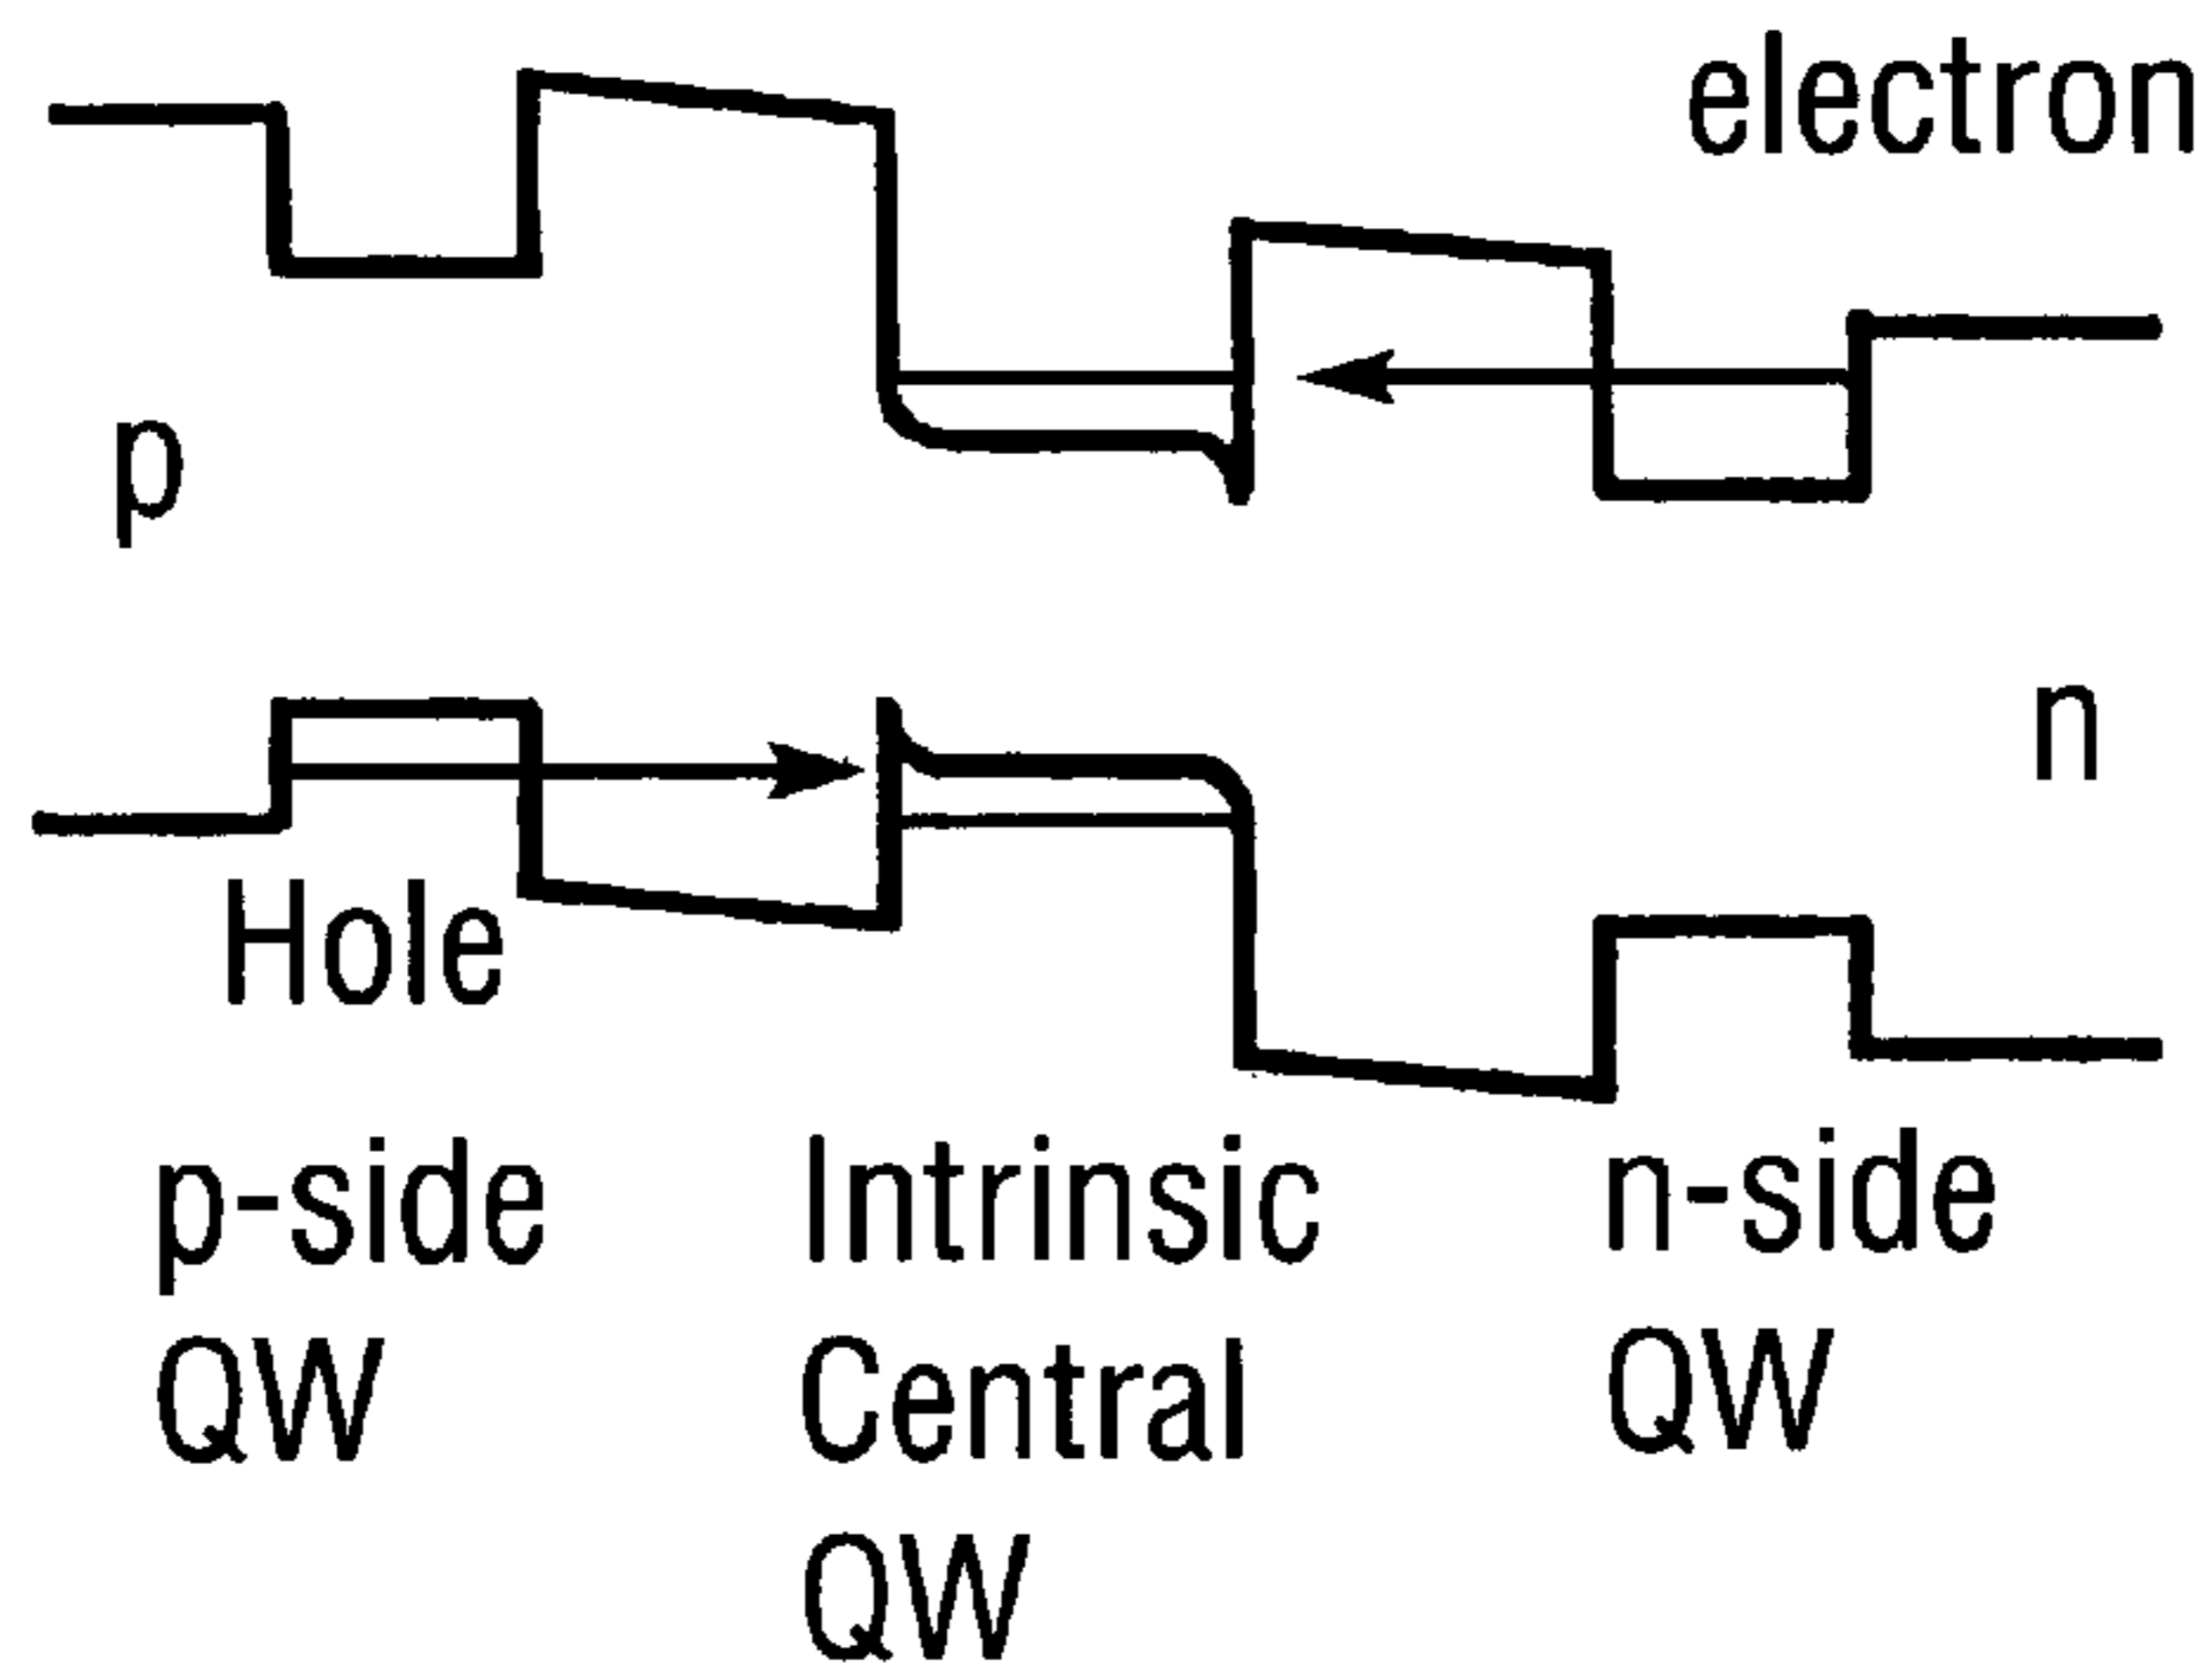 electron
p
n
Hole
p-side
QW
Intrinsic
Central
QW
n-side
QW